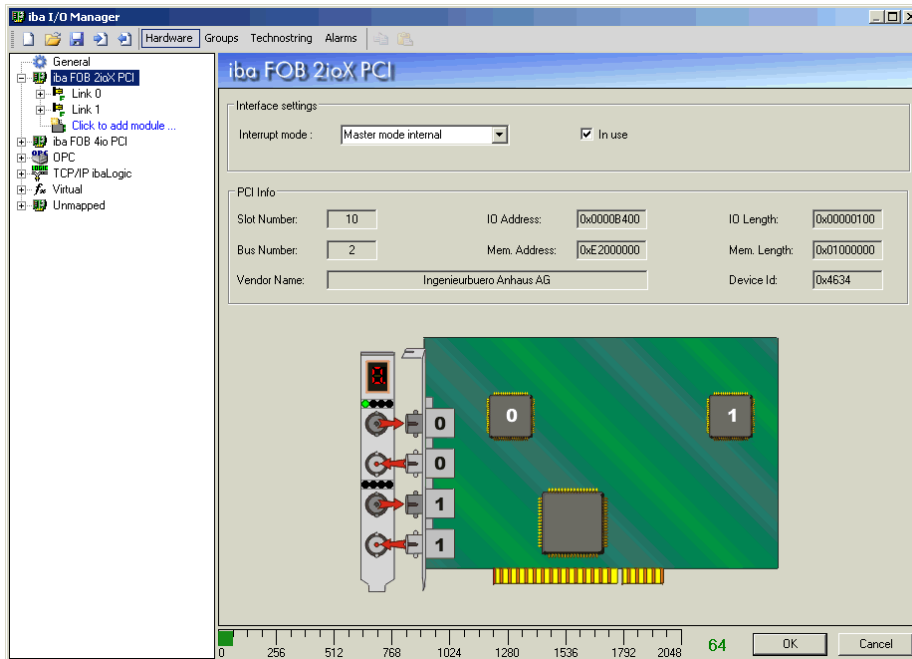 iba I/O Manager
Hardware Groups Technostring Alarms
General
iba FOB 2ioX PCI
Link 0
Link 1
Click to add module ...
iba FOB 4io PCI
OPC
TCP/IP ibaLogic
Virtual
Unmapped
iba FOB 2ioX PCI
Interface settings
Interrupt mode : Master mode internal In use
PCI Info
Slot Number: 10 IO Address: 0x0000B400 IO Length: 0x00000100
Bus Number: 2 Mem. Address: 0xE2000000 Mem. Length: 0x01000000
Vendor Name: Ingenieurbuero Anhaus AG Device Id: 0x4634
0 1
0
0
1
1
0 256 512 768 1024 1280 1536 1792 2048 64 OK Cancel